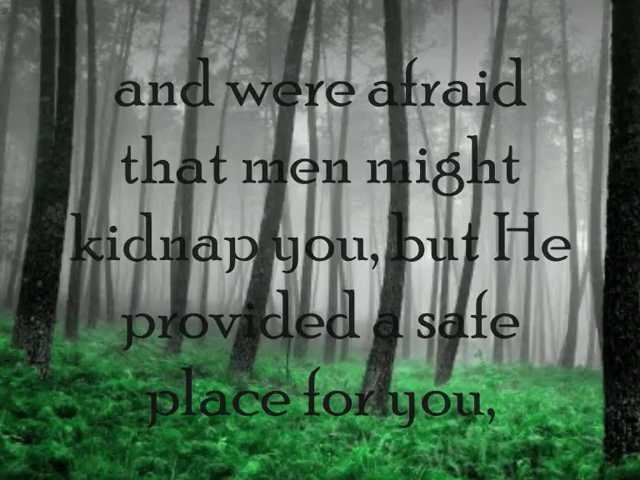 and were afraid
that men might
kidnap you, but He
provided a safe
place for you,